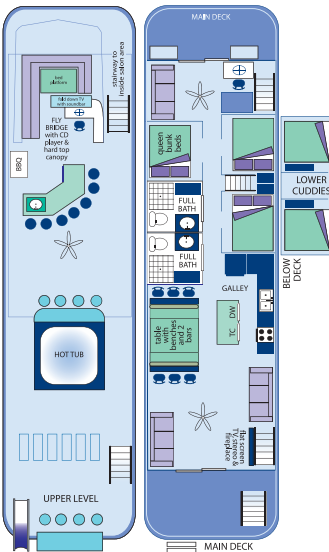 MAIN DECK
stairway to
inside salon area
bed
platform
fold down TV
with soundbar
FLY
BRIDGE
with CD
player &
hard top
canopy
BBQ
queen
bunk
beds
FULL
BATH
FULL
BATH
LOWER
CUDDIES
BELOW
DECK
GALLEY
DW
TC
table
with
benches
and 2
bars
HOT TUB
flat screen
TV, stereo &
fireplace
UPPER LEVEL
MAIN DECK